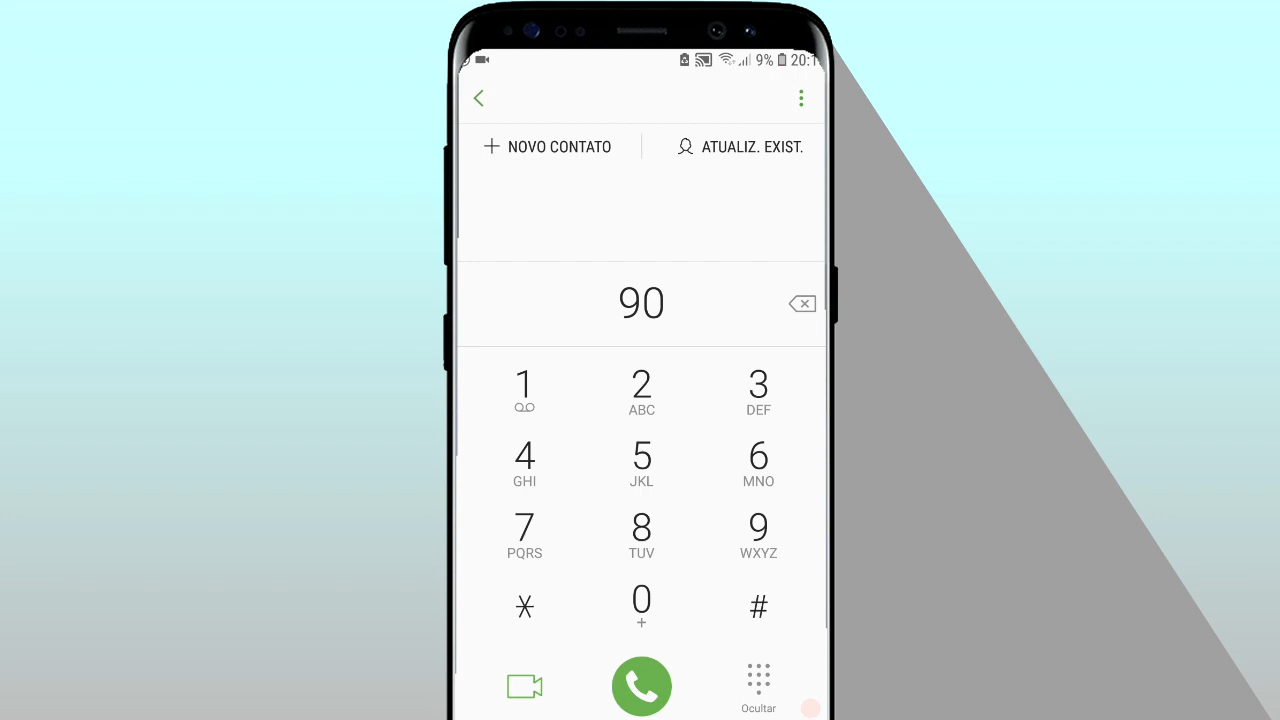 9% 20:1
NOVO CONTATO ATUALIZ. EXIST.
90
1 2 3
ABC DEF
4 5 6
GHI JKL MNO
7 8 9
PQRS TUV WXYZ
* 0 #
+
Ocultar